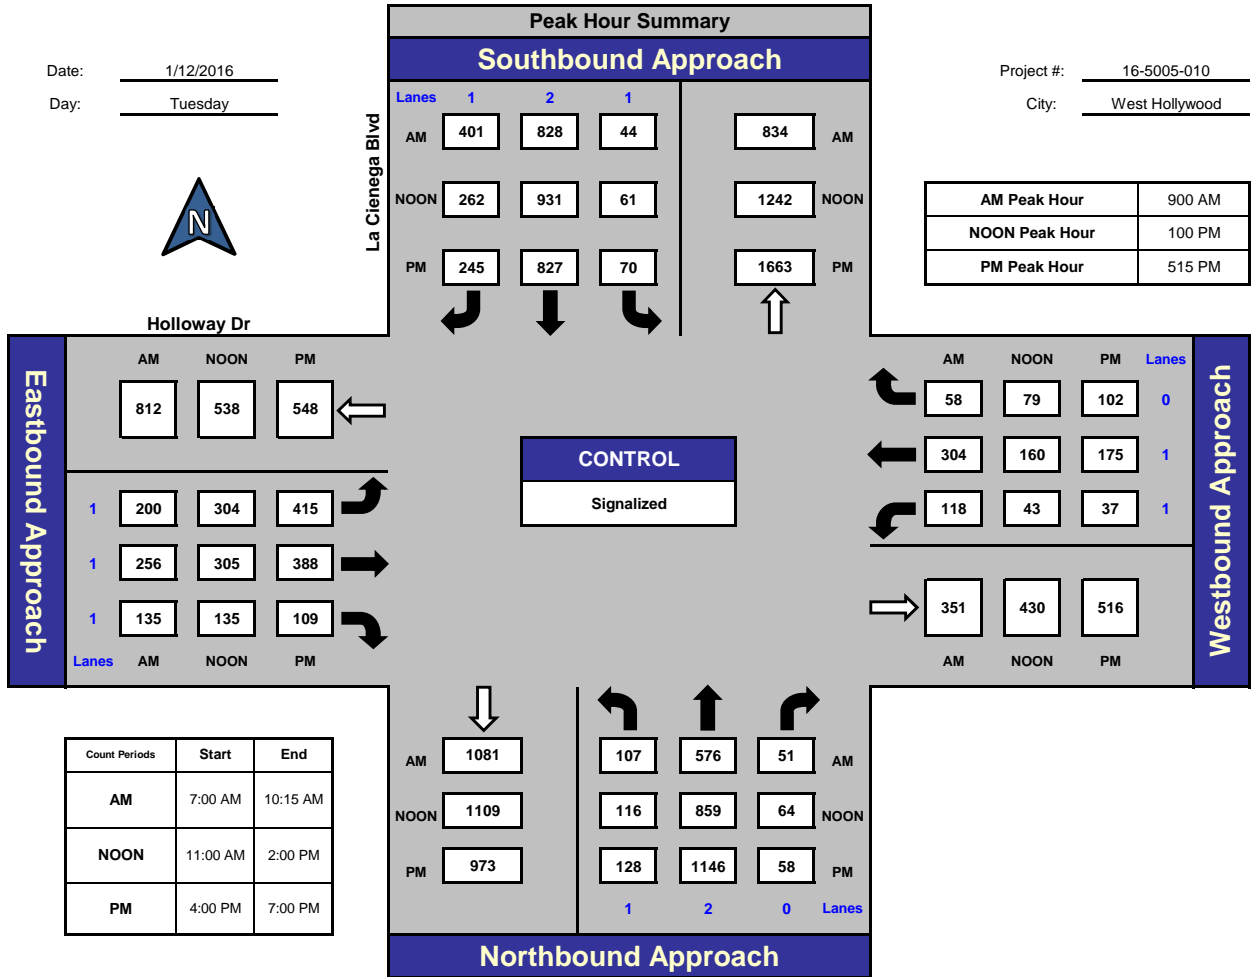 Peak Hour Summary
Southbound Approach
Date: 1/12/2016
Day: Tuesday
Project #: 16-5005-010
City: West Hollywood
La Cienega Blvd
Lanes 1 2 1
AM 401 828 44 834 AM
NOON 262 931 61 1242 NOON
PM 245 827 70 1663 PM
N
AM Peak Hour 900 AM
NOON Peak Hour 100 PM
PM Peak Hour 515 PM
Holloway Dr
Eastbound Approach
AM NOON PM
812 538 548
1 200 304 415
1 256 305 388
1 135 135 109
Lanes AM NOON PM
CONTROL
Signalized
AM NOON PM Lanes
58 79 102 0
304 160 175 1
118 43 37 1
351 430 516
AM NOON PM
Westbound Approach
Count Periods Start End
AM 7:00 AM 10:15 AM
NOON 11:00 AM 2:00 PM
PM 4:00 PM 7:00 PM
AM 1081 107 576 51 AM
NOON 1109 116 859 64 NOON
PM 973 128 1146 58 PM
1 2 0 Lanes
Northbound Approach